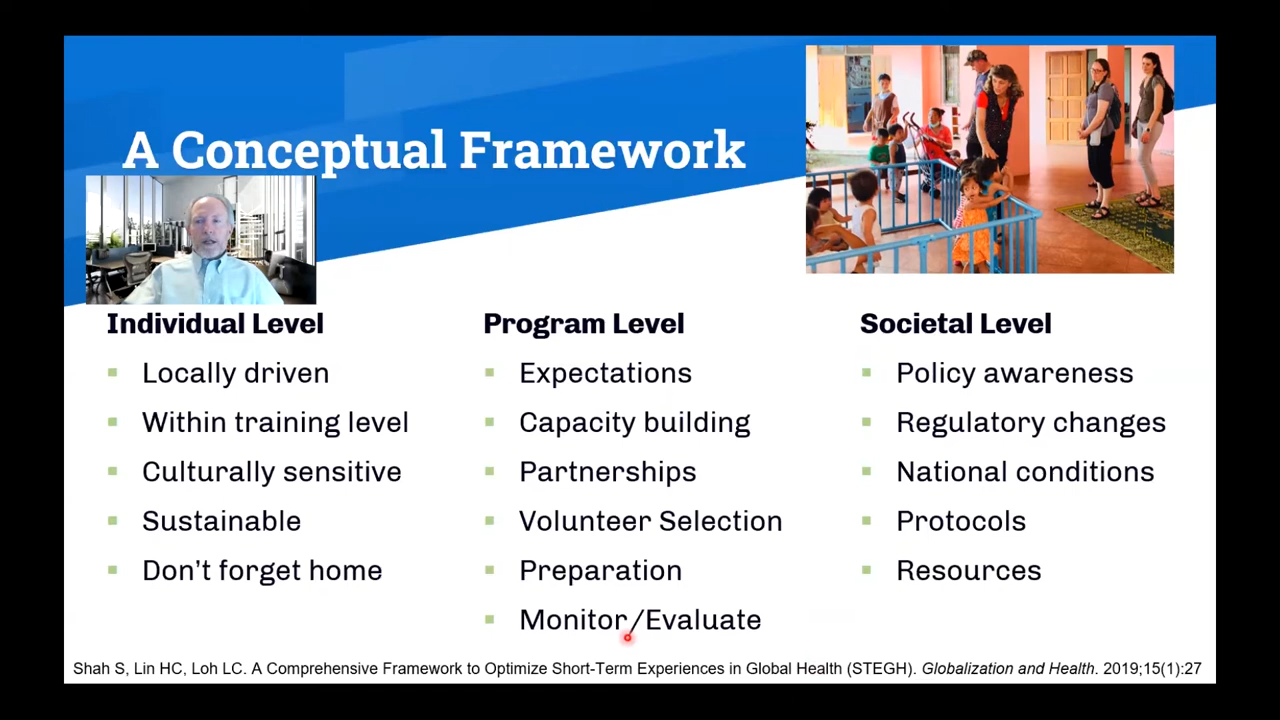 A Conceptual Framework
Individual Level
Locally driven
Within training level
Culturally sensitive
Sustainable
Don't forget home
Program Level
Expectations
Capacity building
Partnerships
Volunteer Selection
Preparation
Monitor/Evaluate
Societal Level
Policy awareness
Regulatory changes
National conditions
Protocols
Resources
Shah S, Lin HC, Loh LC. A Comprehensive Framework to Optimize Short-Term Experiences in Global Health (STEGH). Globalization and Health. 2019;15(1):27